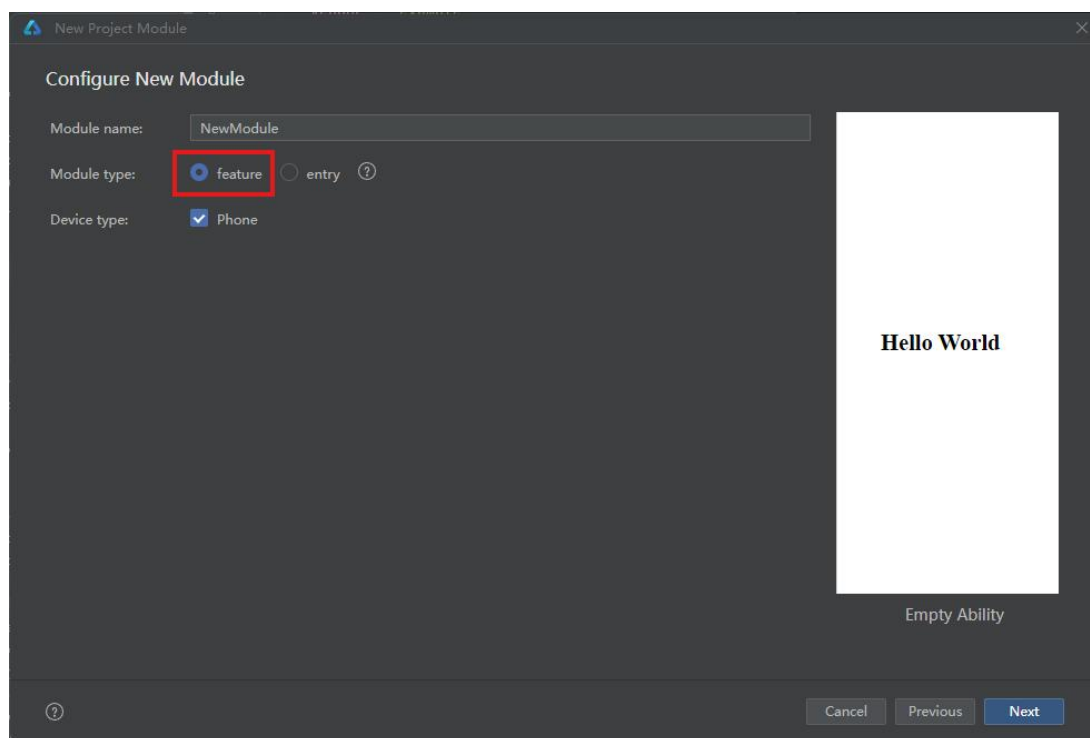 New Project Module
Configure New Module
Module name: NewModule
Module type: feature entry ?
Device type: Phone
Hello World
Empty Ability
? Cancel Previous Next